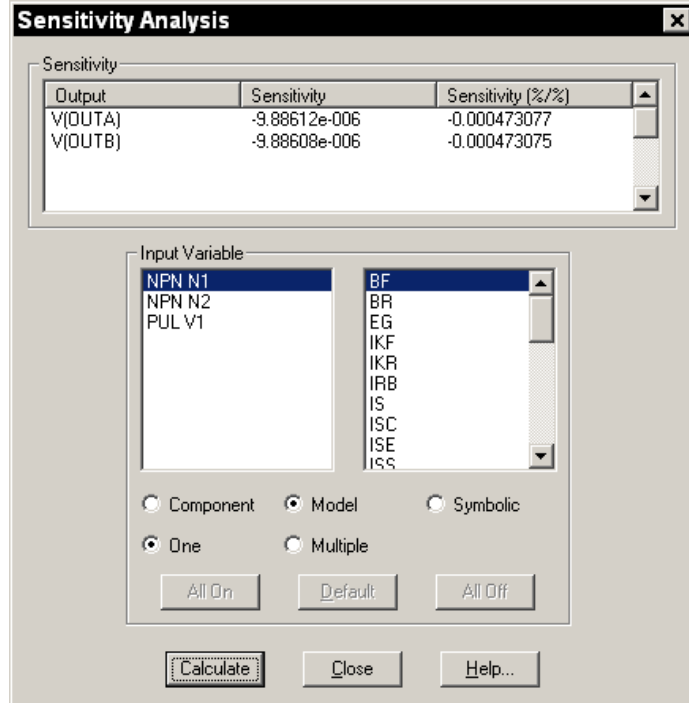 Sensitivity Analysis
Sensitivity
Output Sensitivity Sensitivity (%/%)
V(OUTA) -9.88612e-006 -0.000473077
V(OUTB) -9.88608e-006 -0.000473075
Input Variable
NPN N1
NPN N2
PUL V1
BF
BR
EG
IKF
IKR
IRB
IS
ISC
ISE
ISS
Component Model Symbolic
One Multiple
All On Default All Off
Calculate Close Help...